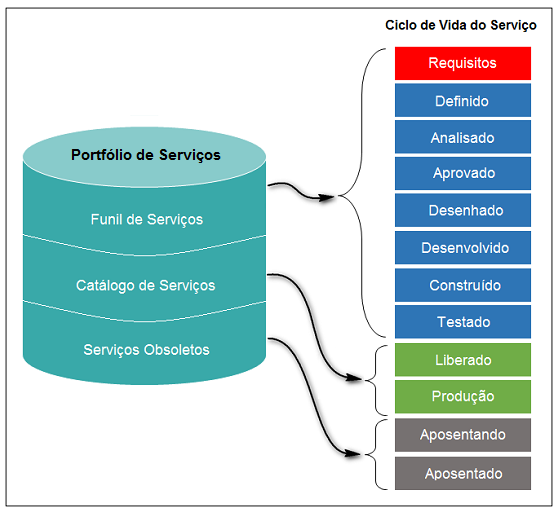 Ciclo de Vida do Serviço
Portfólio de Serviços
Funil de Serviços
Catálogo de Serviços
Serviços Obsoletos
Requisitos
Definido
Analisado
Aprovado
Desenhado
Desenvolvido
Construído
Testado
Liberado
Produção
Aposentando
Aposentado